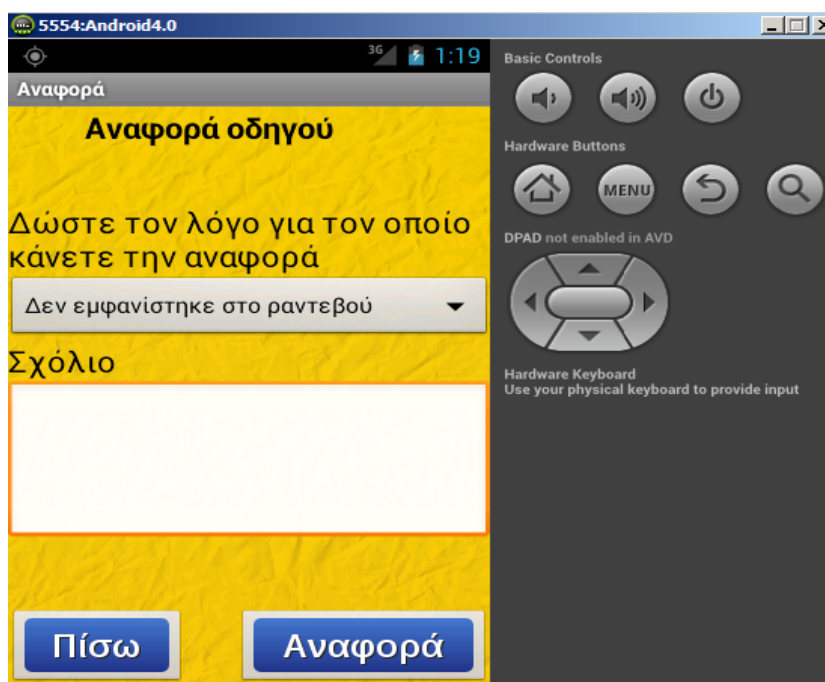 5554:Android4.0
3G 1:19
Αναφορά
Αναφορά οδηγού
Δώστε τον λόγο για τον οποίο
κάνετε την αναφορά
Δεν εμφανίστηκε στο ραντεβού
Σχόλιο
Πίσω
Αναφορά
Basic Controls
Hardware Buttons
MENU
DPAD not enabled in AVD
Hardware Keyboard
Use your physical keyboard to provide input